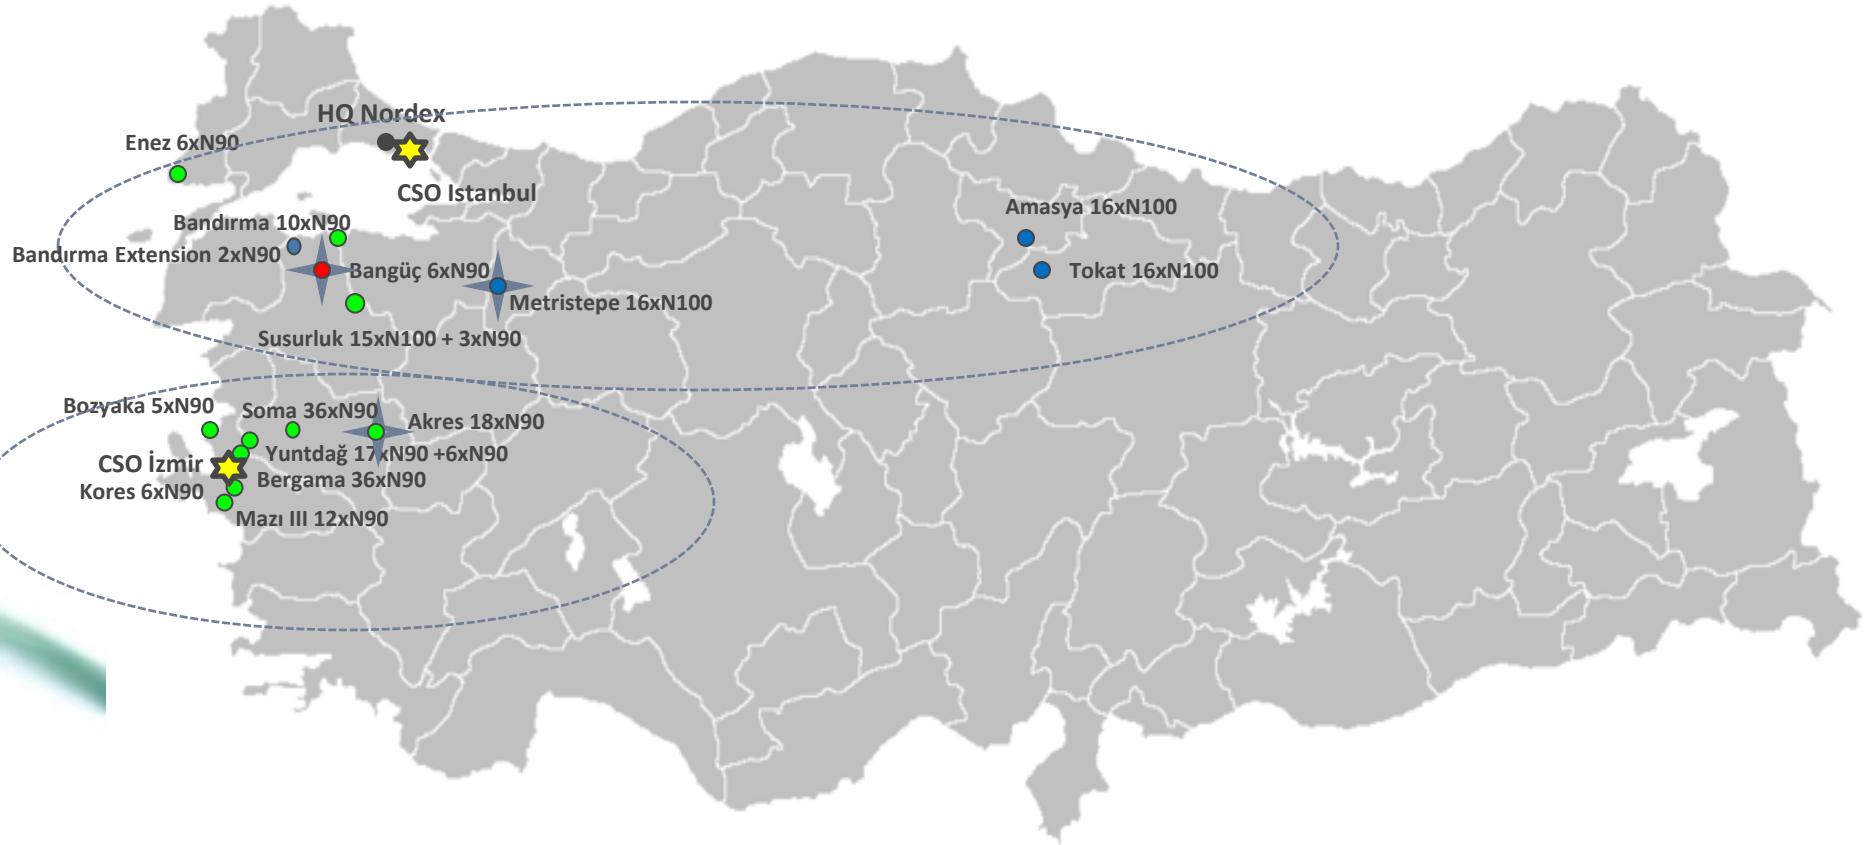 HQ Nordex
Enez 6xN90
CSO Istanbul
Amasya 16xN100
Bandırma 10xN90
Bandırma Extension 2xN90
Bangüç 6xN90
Tokat 16xN100
Metristepe 16xN100
Susurluk 15xN100 + 3xN90
Bozyaka 5xN90
Soma 36xN90
Akres 18xN90
Yuntdağ 17xN90 +6xN90
CSO İzmir
Bergama 36xN90
Kores 6xN90
Mazı III 12xN90